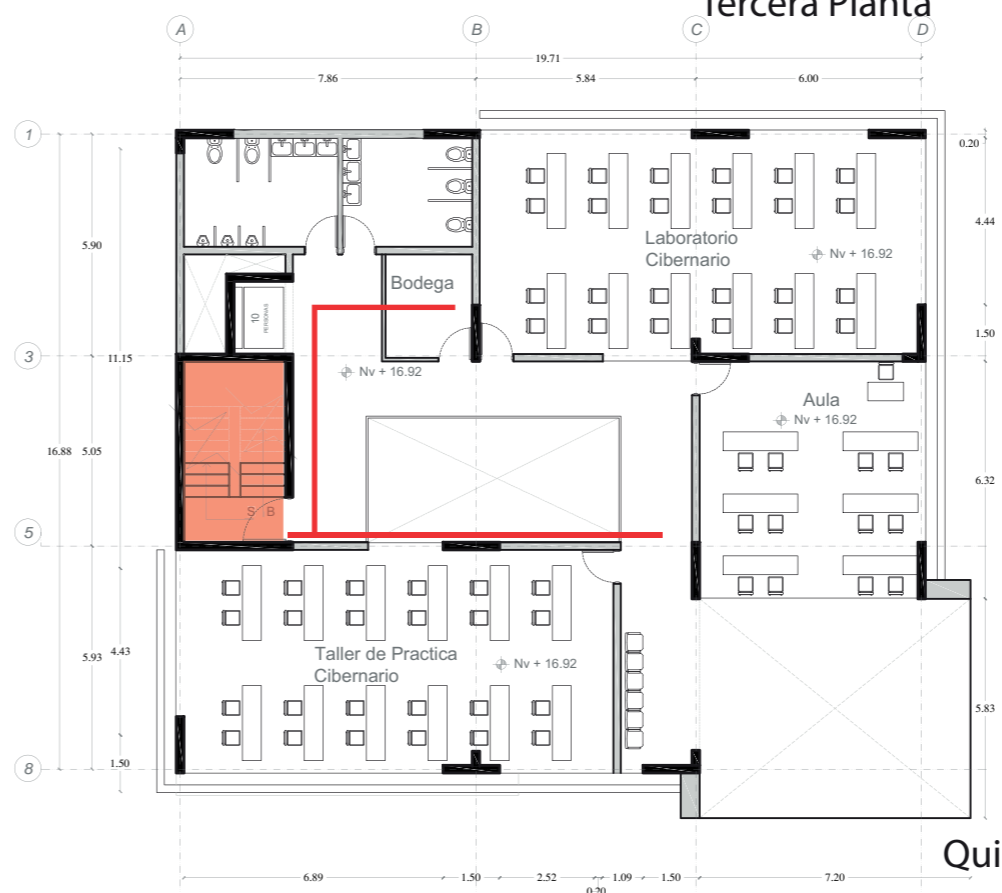 Tercera Planta
A
B
C
D
19.71
7.86
5.84
6.00
1
0.20
5.90
4.44
Laboratorio
Cibernario
Nv + 16.92
Bodega
10
PERSONAS
1.50
3
11.15
Nv + 16.92
Aula
Nv + 16.92
16.88
5.05
6.32
S
B
5
5.93
4.43
Taller de Practica
Cibernario
Nv + 16.92
5.83
1.50
8
Qui
6.89
1.50
2.52
1.09
1.50
7.20
0.20